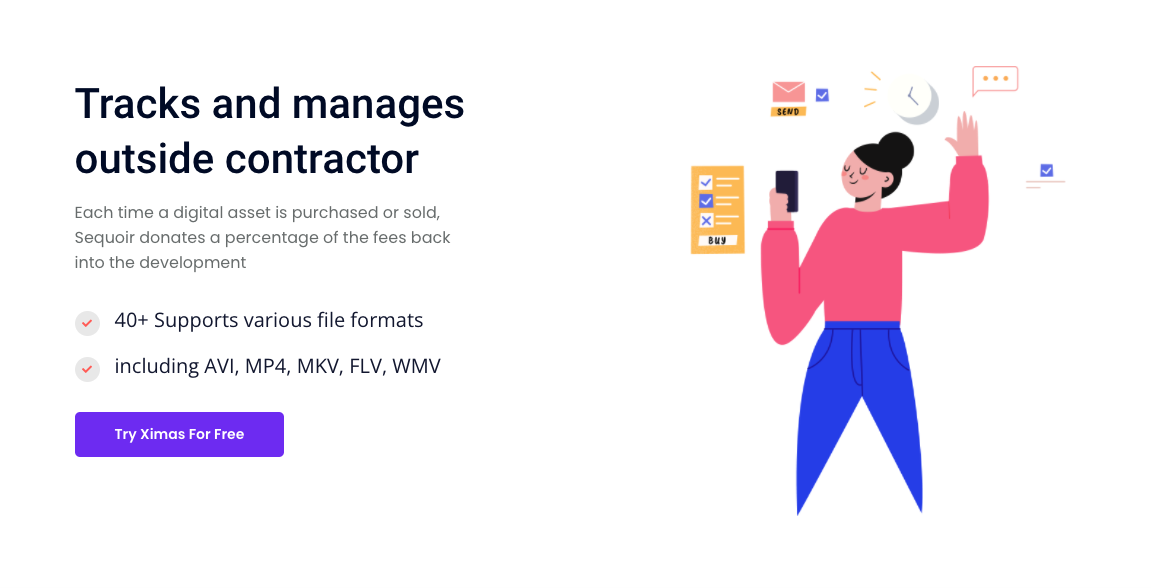 Tracks and manages
outside contractor
Each time a digital asset is purchased or sold,
Sequoir donates a percentage of the fees back
into the development
40+ Supports various file formats
including AVI, MP4, MKV, FLV, WMV
Try Ximas For Free
SEND
BUY